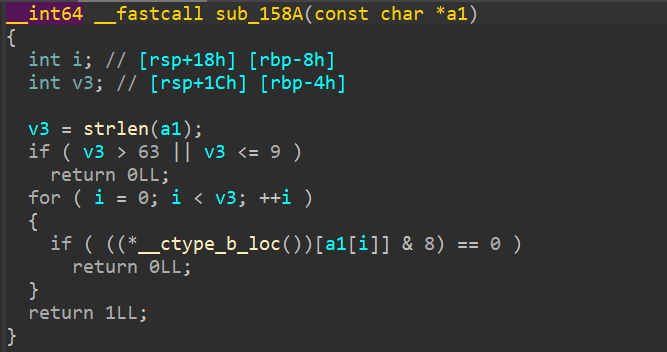 __int64 __fastcall sub_158A(const char *a1)
{
  int i; // [rsp+18h] [rbp-8h]
  int v3; // [rsp+1Ch] [rbp-4h]

  v3 = strlen(a1);
  if ( v3 > 63 || v3 <= 9 )
    return 0LL;
  for ( i = 0; i < v3; ++i )
  {
    if ( ((*__ctype_b_loc())[a1[i]] & 8) == 0 )
      return 0LL;
  }
  return 1LL;
}